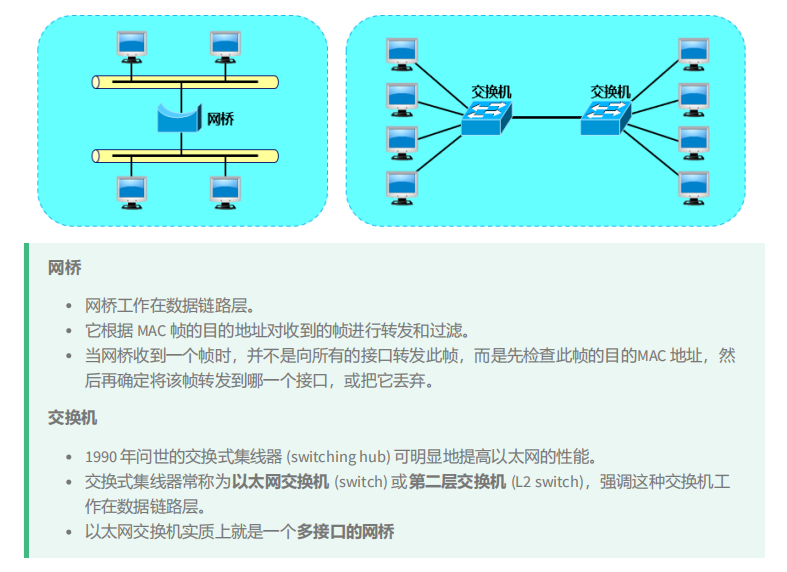 网桥
交换机
交换机
网桥
网桥工作在数据链路层。
它根据 MAC 帧的目的地址对收到的帧进行转发和过滤。
当网桥收到一个帧时，并不是向所有的接口转发此帧，而是先检查此帧的目的MAC 地址，然
后再确定将该帧转发到哪一个接口，或把它丢弃。
交换机
1990 年问世的交换式集线器 (switching hub) 可明显地提高以太网的性能。
交换式集线器常称为以太网交换机 (switch) 或第二层交换机 (L2 switch)，强调这种交换机工
作在数据链路层。
以太网交换机实质上就是一个多接口的网桥